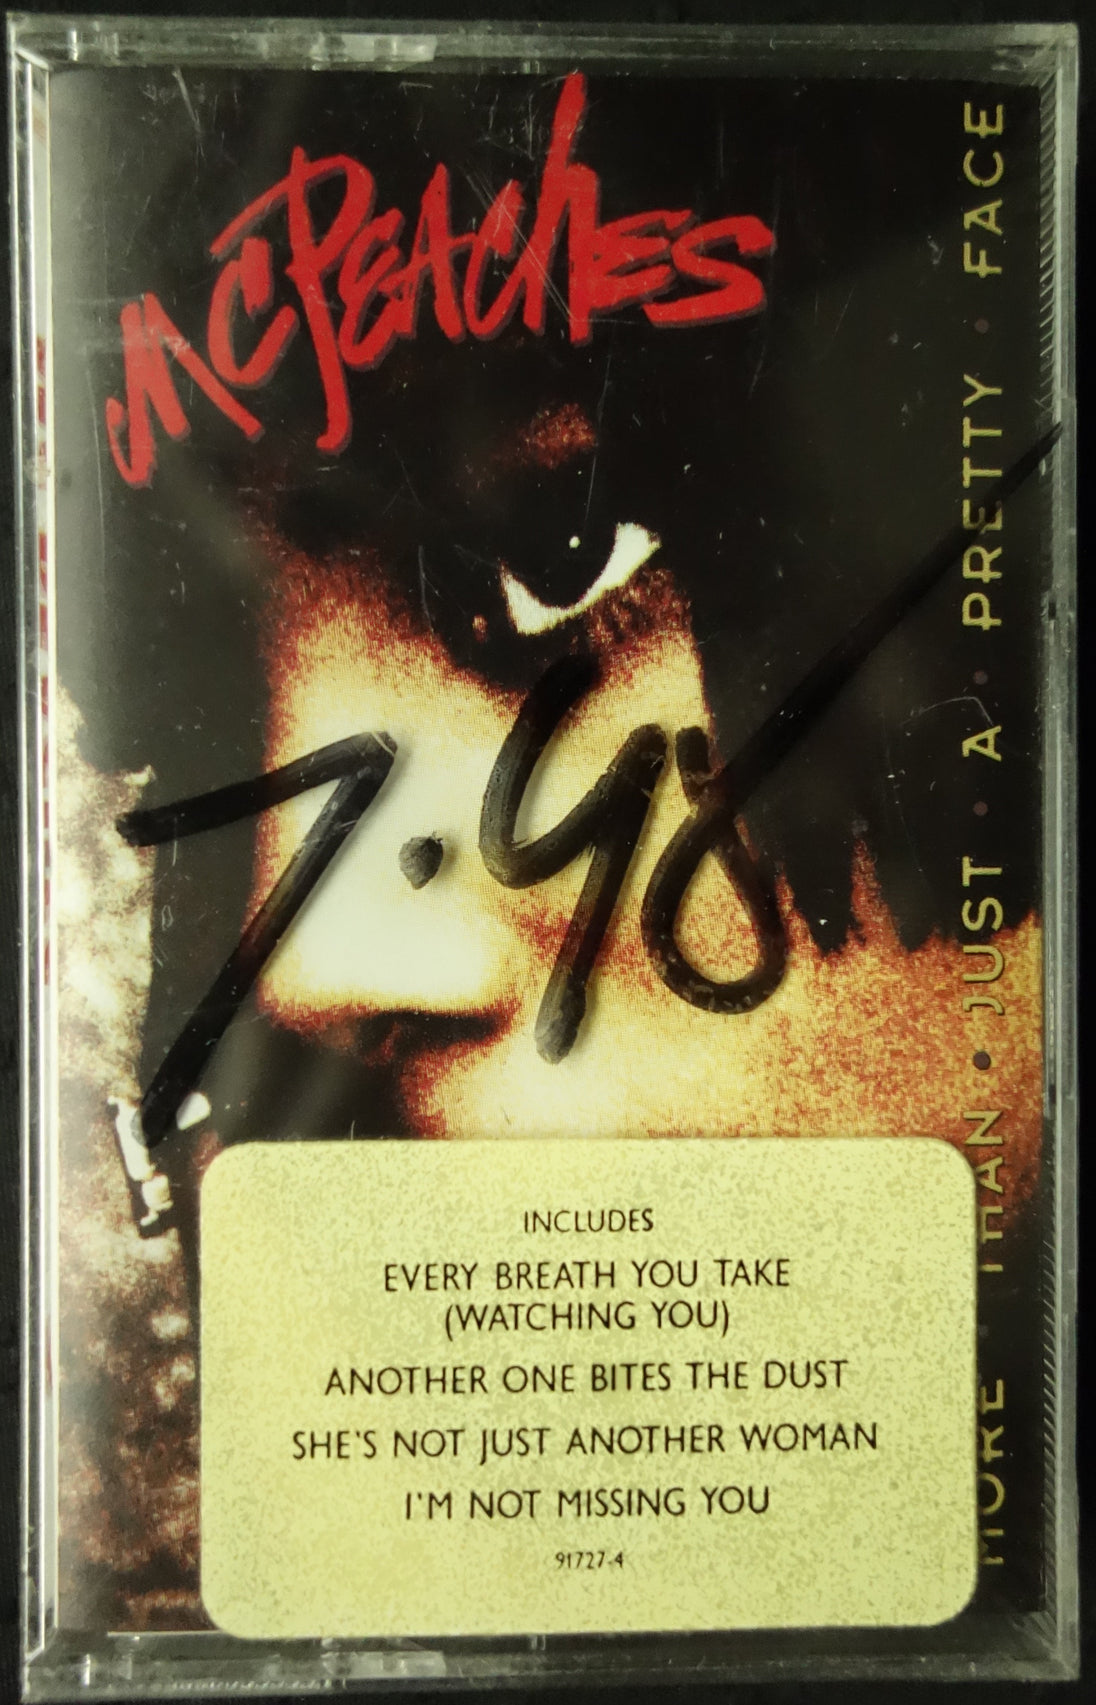 MC PEACHES
MORE · THAN · JUST · A · PRETTY · FACE
7.98
INCLUDES
EVERY BREATH YOU TAKE
(WATCHING YOU)
ANOTHER ONE BITES THE DUST
SHE'S NOT JUST ANOTHER WOMAN
I'M NOT MISSING YOU
91727-4